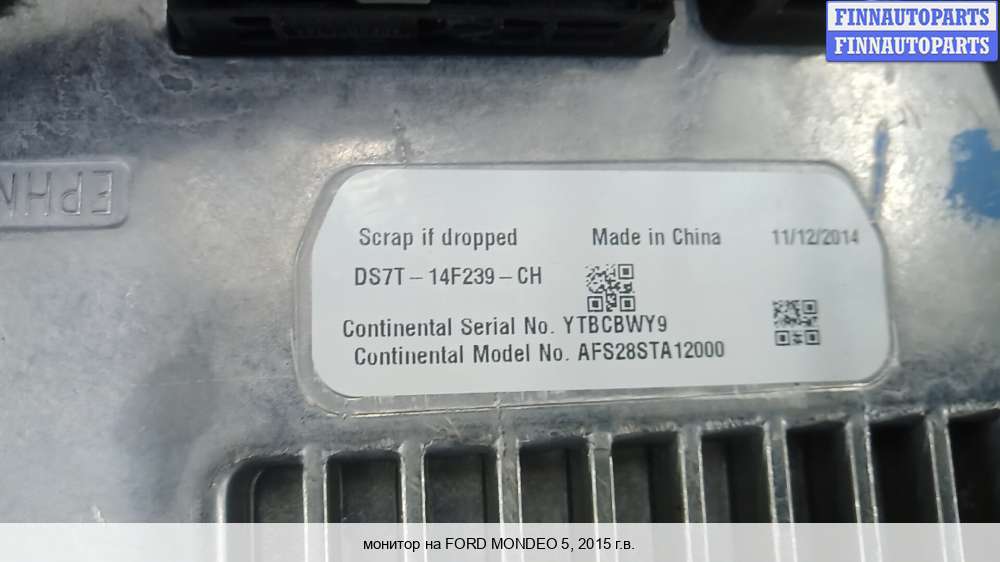 FINNAUTOPARTS
FINNAUTOPARTS
Scrap if dropped Made in China 11/12/2014
DS7T-14F239-CH
Continental Serial No. YTBCBWY9
Continental Model No. AFS28STA12000
монитор на FORD MONDEO 5, 2015 г.в.